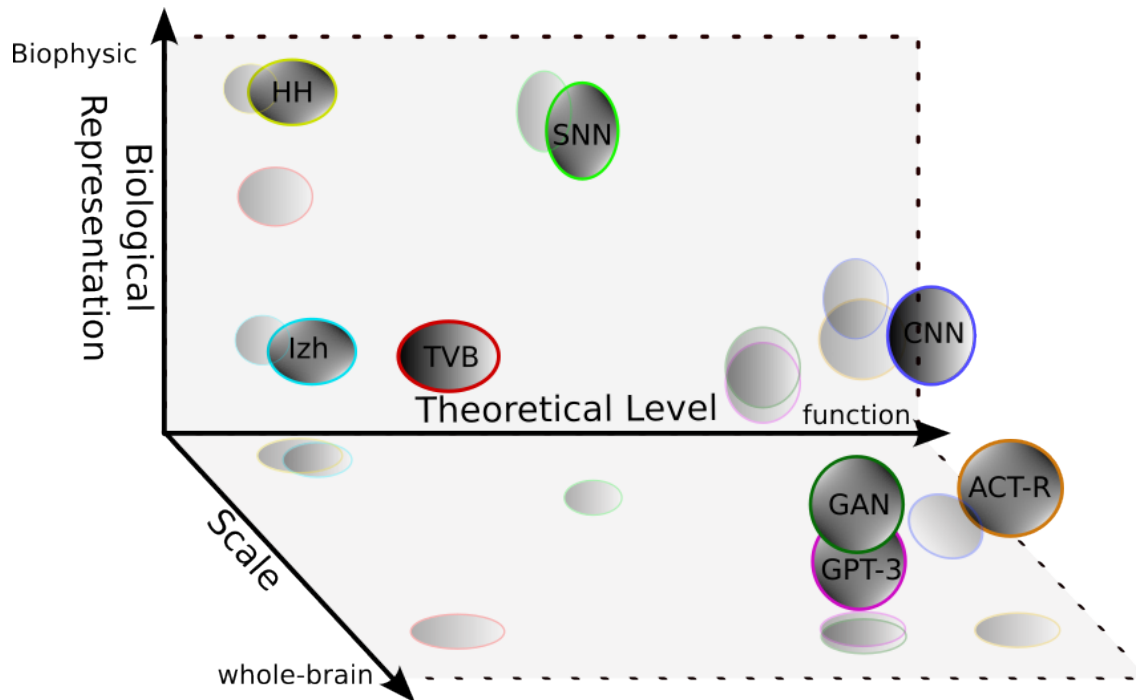 Biophysic
Biological
Representation
HH
SNN
Izh
TVB
CNN
Theoretical Level
function
Scale
whole-brain
GAN
GPT-3
ACT-R